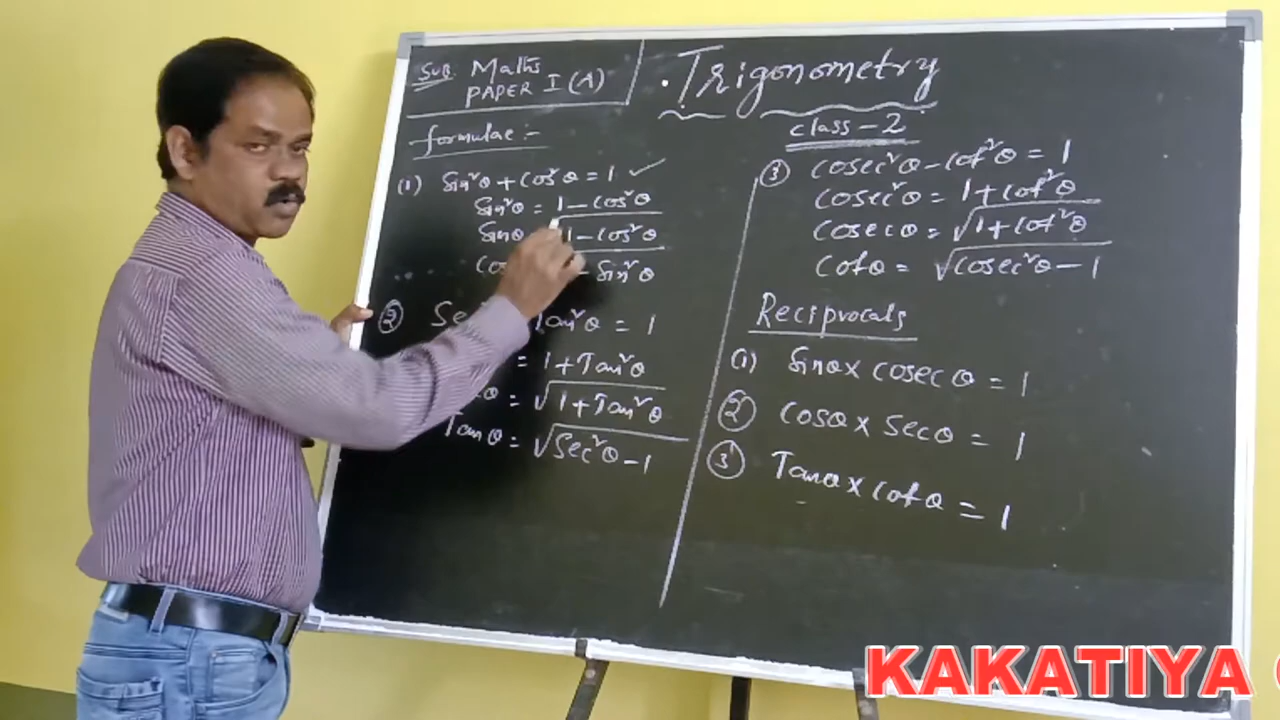 Sub: Maths
PAPER I (A)
· Trigonometry
class - 2
formulae :-
(1) Sin²θ + Cos²θ = 1 ✓
Sin²θ = 1 - Cos²θ
Sinθ = √1 - Cos²θ
- Sin²θ
② Tan²θ = 1
= 1 + Tan²θ
θ = √1 + Tan²θ
Tanθ = √Sec²θ - 1
③ Cosec²θ - Cot²θ = 1
Cosec²θ = 1 + Cot²θ
Cosecθ = √1 + Cot²θ
Cotθ = √Cosec²θ - 1
Reciprocals
(1) Sinθ x Cosecθ = 1
② Cosθ x Secθ = 1
③ Tanθ x Cotθ = 1
KAKATIYA